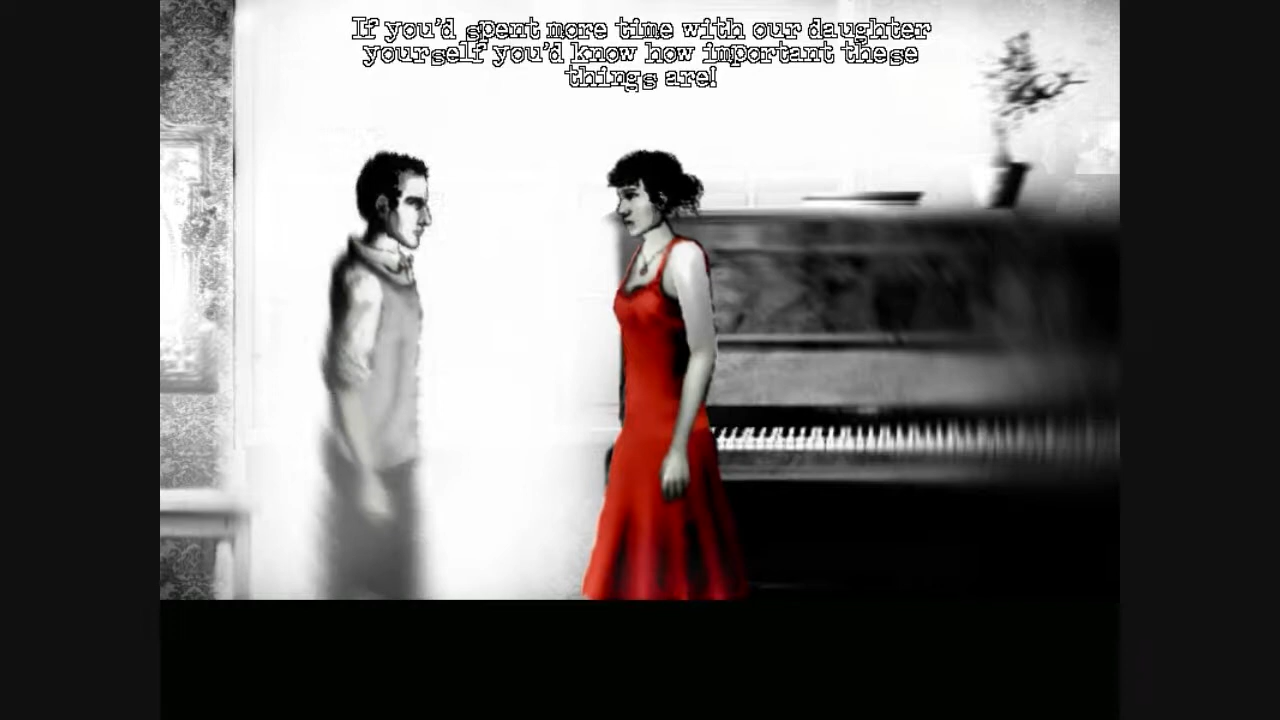 If you'd spent more time with our daughter
yourself you'd know how important these
things are!